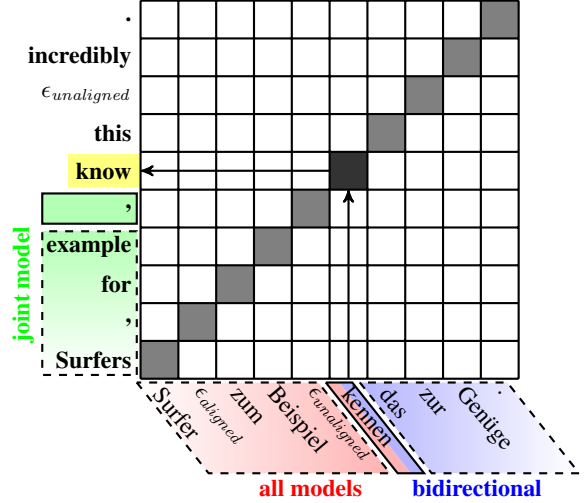 .
incredibly
ϵunaligned
this
know
,
example
for
,
Surfers
joint model
Surfer
ϵaligned
zum
Beispiel
ϵunaligned
kennen
das
zur
Genüge
.
all models
bidirectional